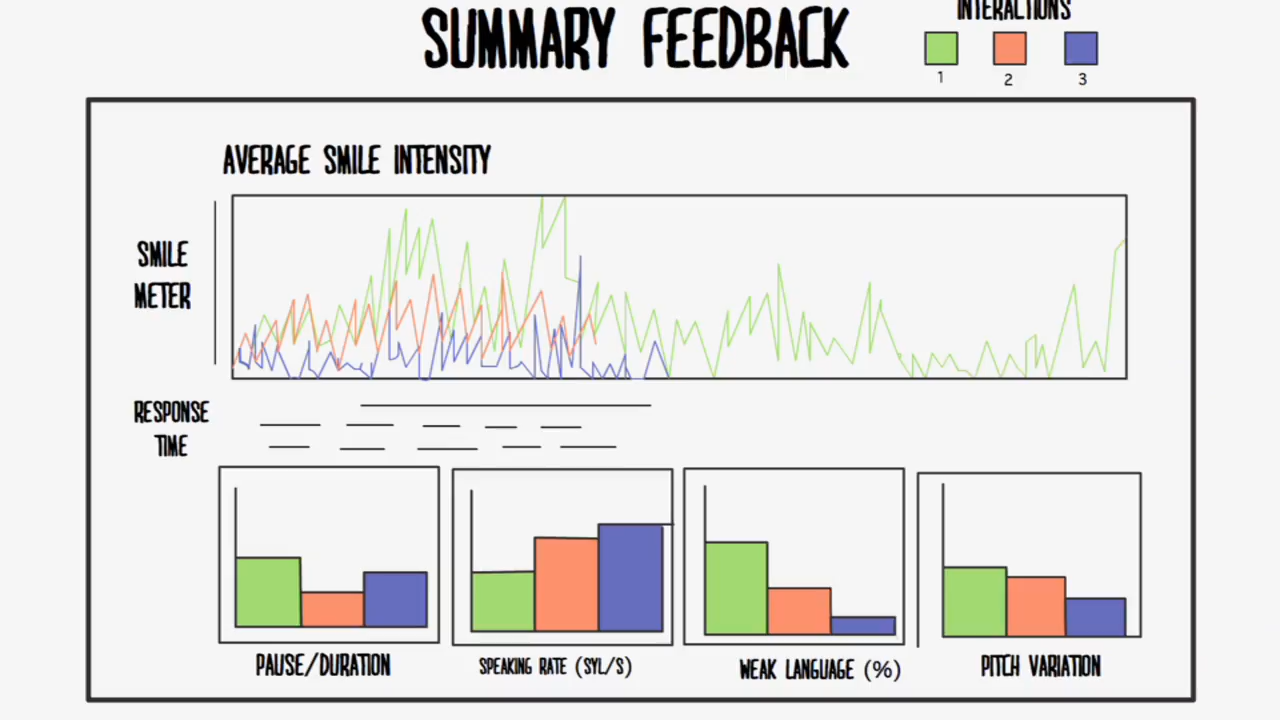 INTERACTIONS
SUMMARY FEEDBACK
1 2 3
AVERAGE SMILE INTENSITY
SMILE
METER
RESPONSE
TIME
PAUSE/DURATION
SPEAKING RATE (SYL/S)
WEAK LANGUAGE (%)
PITCH VARIATION